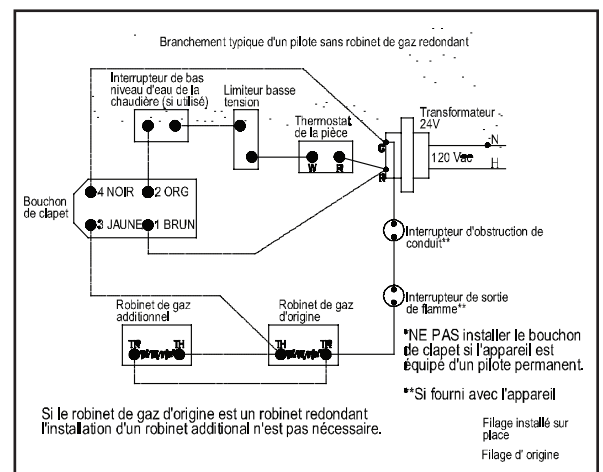 Branchement typique d'un pilote sans robinet de gaz redondant
Interrupteur de bas
niveau d'eau de la
chaudière (si utilisé)
Limiteur basse
tension
Thermostat
de la pièce
Transformateur
24V
120 Vac
N
H
W
R
G
R
4 NOIR
2 ORG
3 JAUNE
1 BRUN
Bouchon
de clapet
Interrupteur d'obstruction de
conduit**
Interrupteur de sortie
de flamme**
Robinet de gaz
additionnel
Robinet de gaz
d'origine
TR
TH
TH
TR
*NE PAS installer le bouchon
de clapet si l'appareil est
équipé d'un pilote permanent.
**Si fourni avec l'appareil
Si le robinet de gaz d'origine est un robinet redondant
l'installation d'un robinet additional n'est pas nécessaire.
Filage installé sur
place
Filage d' origine